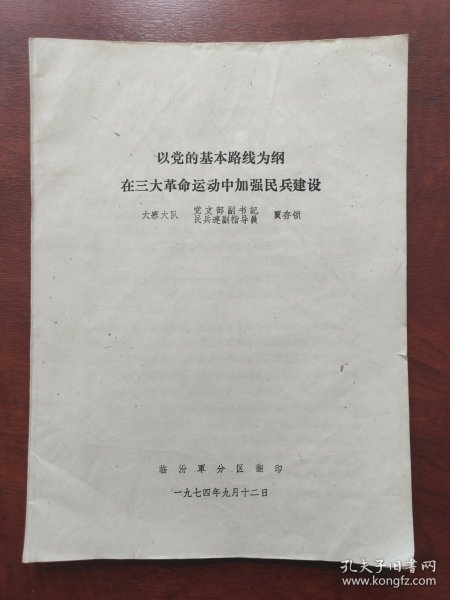 以党的基本路线为纲
在三大革命运动中加强民兵建设
大寨大队 党支部副书記 贾存锁
民兵連副指导員
临汾军分区翻印
一九七四年九月十二日
孔夫子旧书网
www.kongfz.com